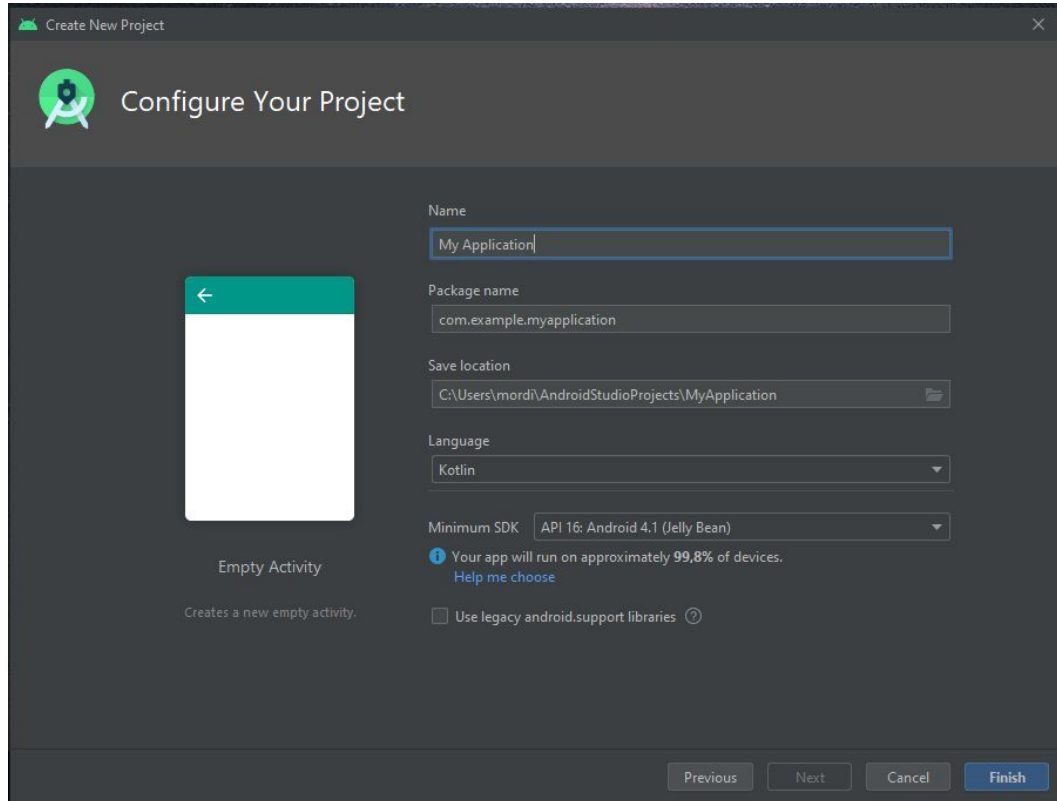 Create New Project
Configure Your Project
Name
My Application
Package name
com.example.myapplication
Save location
C:\Users\mordi\AndroidStudioProjects\MyApplication
Language
Kotlin
Minimum SDK API 16: Android 4.1 (Jelly Bean)
Your app will run on approximately 99,8% of devices.
Help me choose
Use legacy android.support libraries
Empty Activity
Creates a new empty activity.
Previous Next Cancel Finish